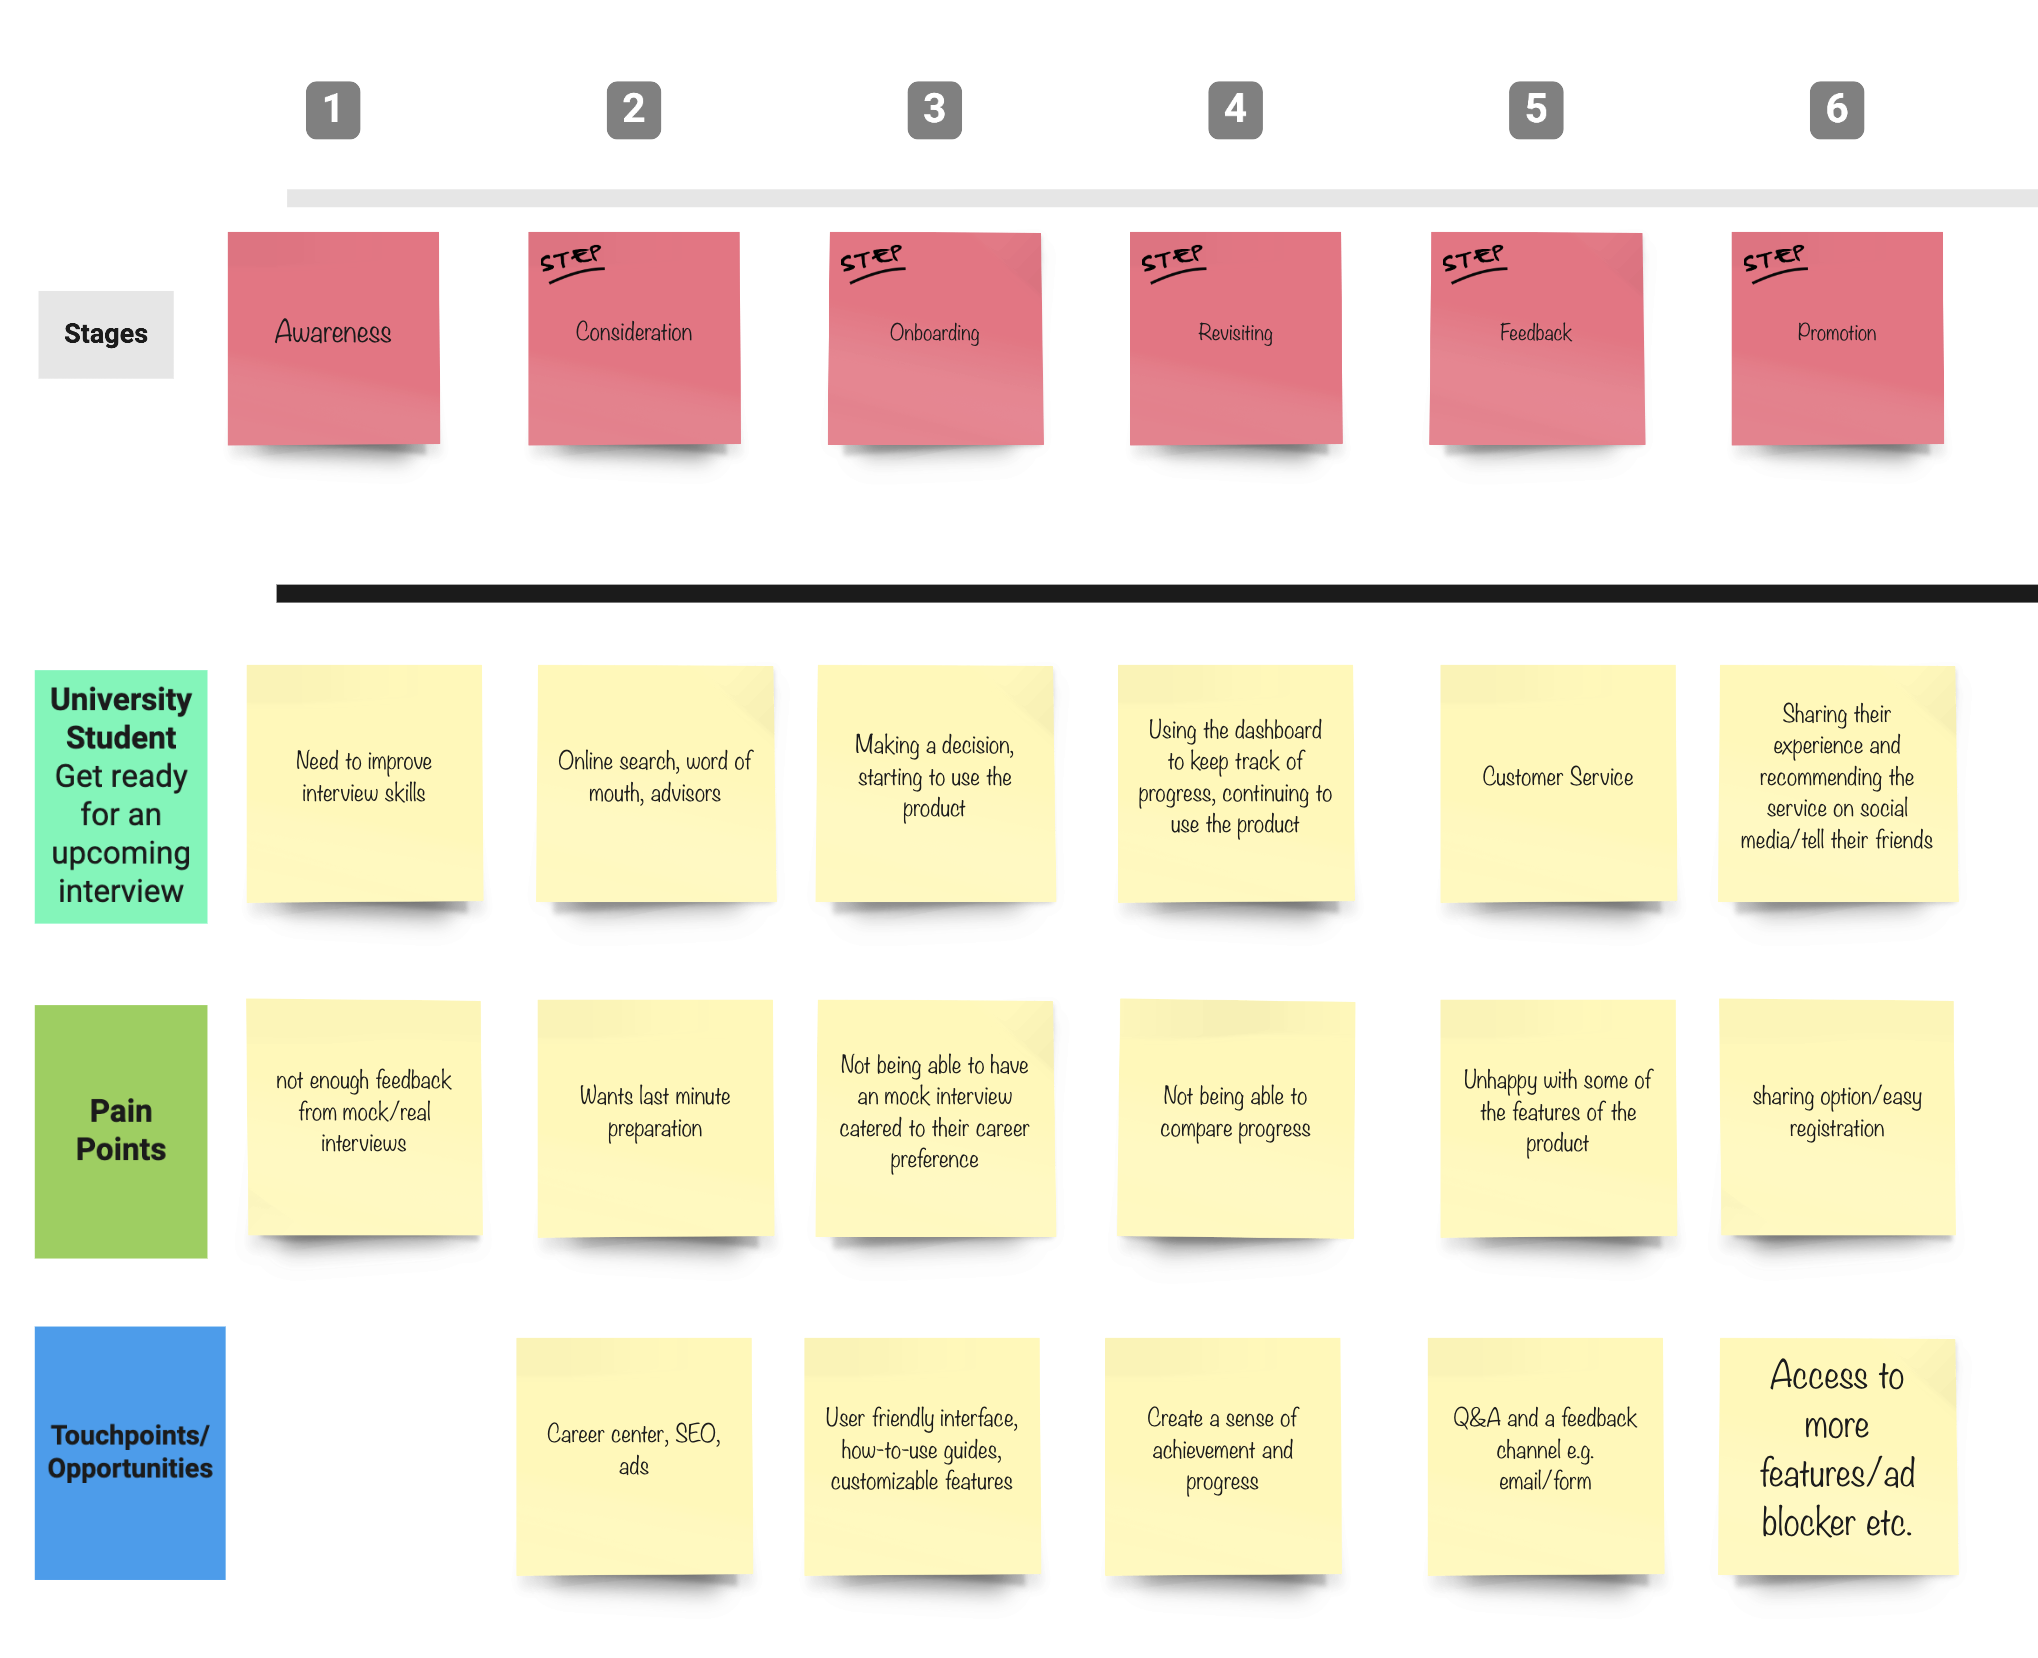 1
2
3
4
5
6
Stages
Awareness
STEP
Consideration
STEP
Onboarding
STEP
Revisiting
STEP
Feedback
STEP
Promotion
University
Student
Get ready
for an
upcoming
interview
Need to improve
interview skills
Online search, word of
mouth, advisors
Making a decision,
starting to use the
product
Using the dashboard
to keep track of
progress, continuing to
use the product
Customer Service
Sharing their
experience and
recommending the
service on social
media/tell their friends
Pain
Points
not enough feedback
from mock/real
interviews
Wants last minute
preparation
Not being able to have
an mock interview
catered to their career
preference
Not being able to
compare progress
Unhappy with some of
the features of the
product
sharing option/easy
registration
Touchpoints/
Opportunities
Career center, SEO,
ads
User friendly interface,
how-to-use guides,
customizable features
Create a sense of
achievement and
progress
Q&A and a feedback
channel e.g.
email/form
Access to
more
features/ad
blocker etc.